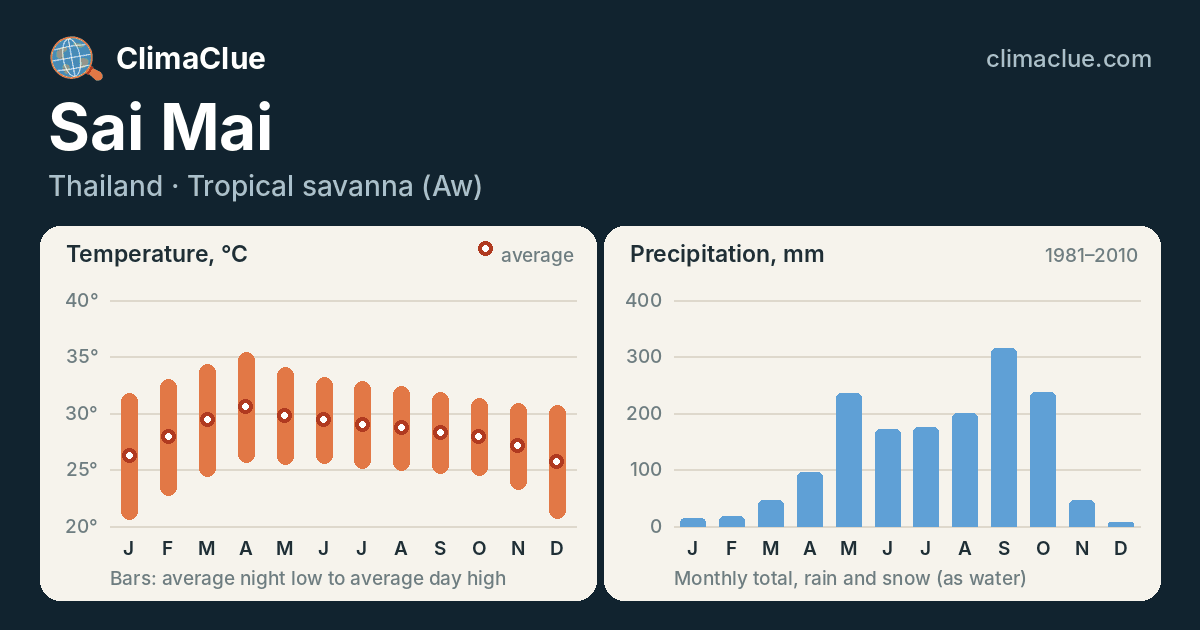 ClimaClue
climaclue.com
Sai Mai
Thailand · Tropical savanna (Aw)
Temperature, °C
average
40°
35°
30°
25°
20°
J F M A M J J A S O N D
Bars: average night low to average day high
Precipitation, mm
1981–2010
400
300
200
100
0
J F M A M J J A S O N D
Monthly total, rain and snow (as water)